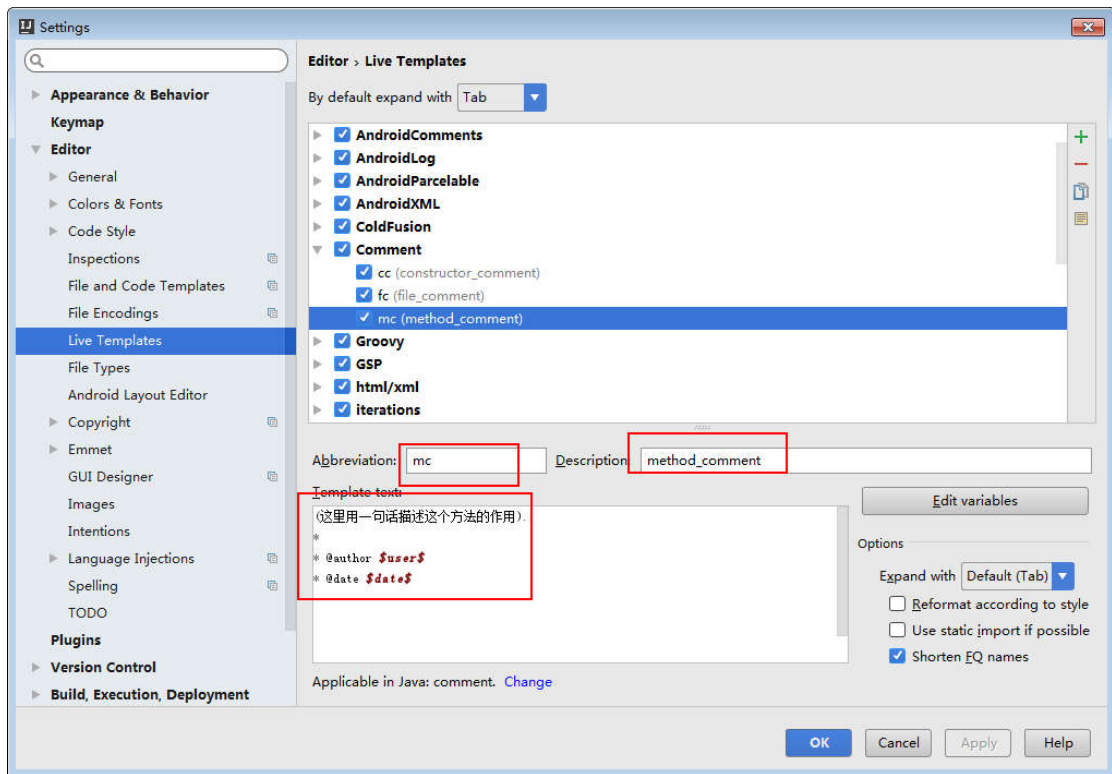 Settings
Appearance & Behavior
Keymap
Editor
General
Colors & Fonts
Code Style
Inspections
File and Code Templates
File Encodings
Live Templates
File Types
Android Layout Editor
Copyright
Emmet
GUI Designer
Images
Intentions
Language Injections
Spelling
TODO
Plugins
Version Control
Build, Execution, Deployment
Editor › Live Templates
By default expand with Tab
AndroidComments
AndroidLog
AndroidParcelable
AndroidXML
ColdFusion
Comment
cc (constructor_comment)
fc (file_comment)
mc (method_comment)
Groovy
GSP
html/xml
iterations
Abbreviation: mc Description: method_comment
Template text:
(这里用一句话描述这个方法的作用).
*
* @author $user$
* @date $date$
Edit variables
Options
Expand with Default (Tab)
Reformat according to style
Use static import if possible
Shorten FQ names
Applicable in Java: comment. Change
OK Cancel Apply Help